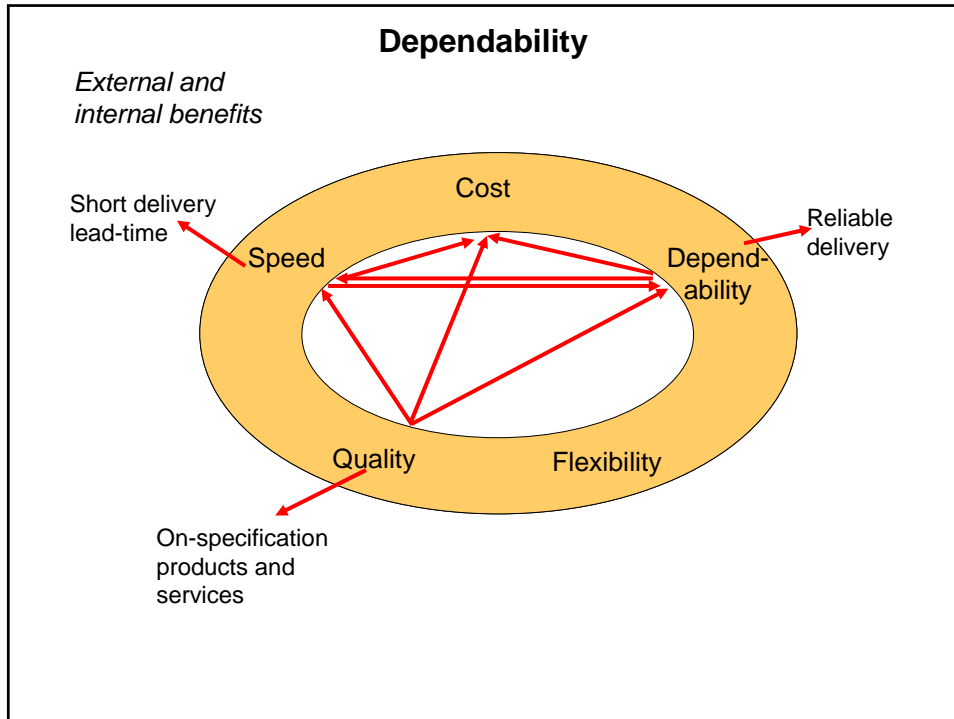 Dependability
External and
internal benefits
Cost
Short delivery
lead-time
Reliable
delivery
Speed
Depend-
ability
Quality
Flexibility
On-specification
products and
services